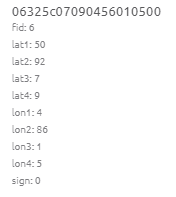 06325c07090456010500
Fid: 6
lat1: 50
lat2: 92
lat3: 7
lat4: 9
lon1: 4
lon2: 86
lon3: 1
lon4: 5
sign: 0